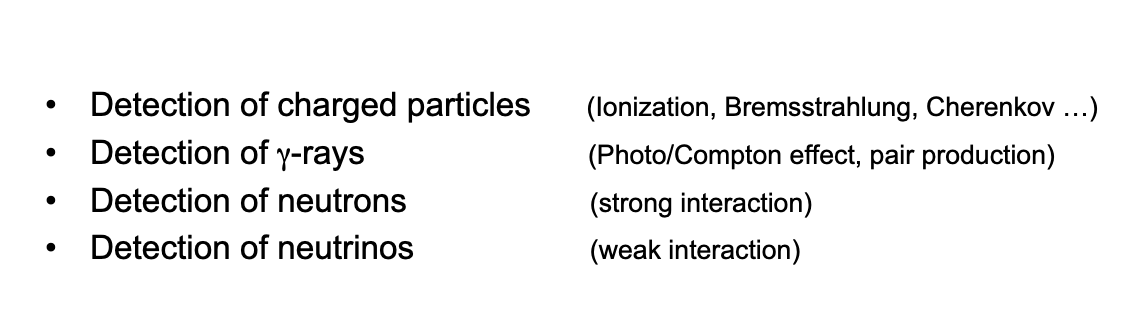 • Detection of charged particles (Ionization, Bremsstrahlung, Cherenkov …)
• Detection of γ-rays (Photo/Compton effect, pair production)
• Detection of neutrons (strong interaction)
• Detection of neutrinos (weak interaction)